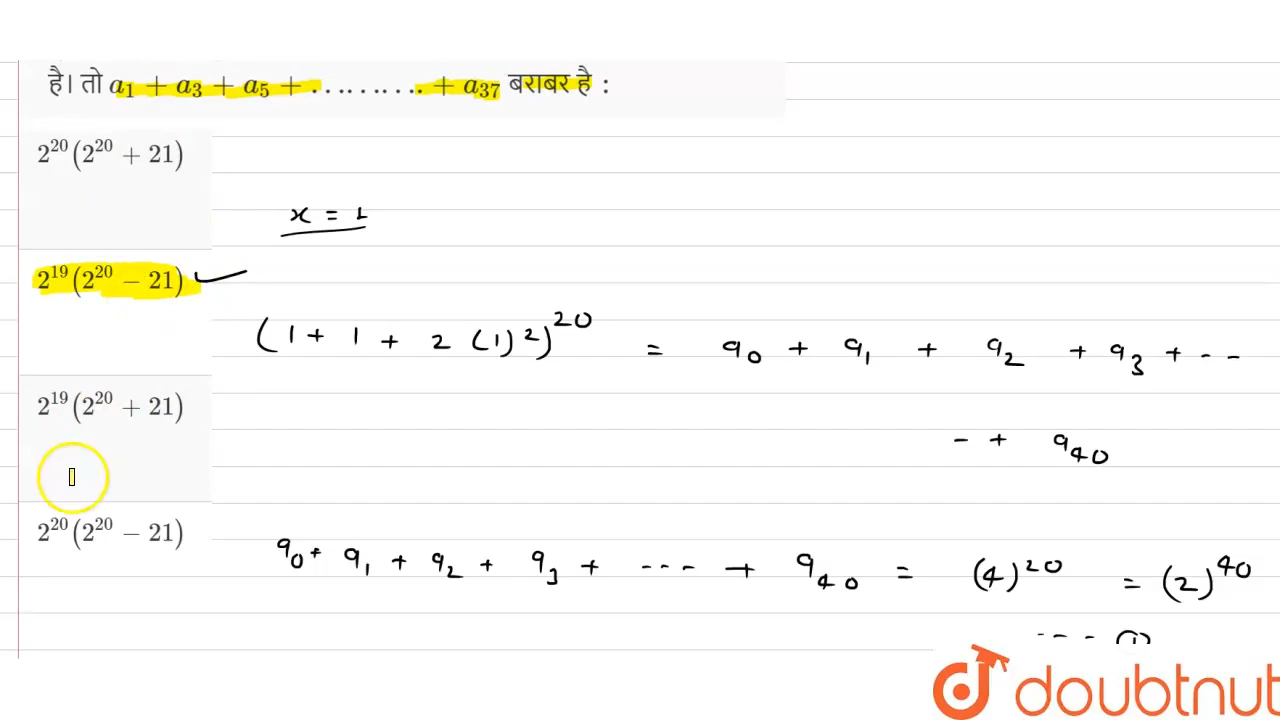 है। तो a₁ + a₃ + a₅ + ........... + a₃₇ बराबर है :
2²⁰(2²⁰ + 21)
x = 1
2¹⁹(2²⁰ − 21) ✓
(1 + 1 + 2 (1)²)²⁰ = a₀ + a₁ + a₂ + a₃ + - -
2¹⁹(2²⁰ + 21)
- + a₄₀
2²⁰(2²⁰ − 21)
a₀ + a₁ + a₂ + a₃ + - - - + a₄₀ = (4)²⁰ = (2)⁴⁰
- - - (1)
doubtnut